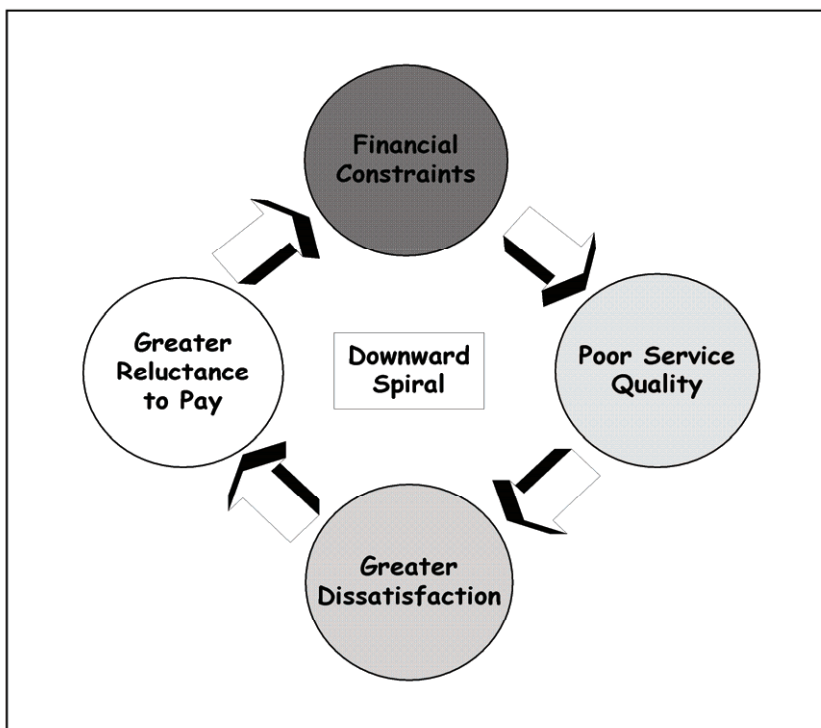 Financial
Constraints
Greater
Reluctance
to Pay
Downward
Spiral
Poor Service
Quality
Greater
Dissatisfaction